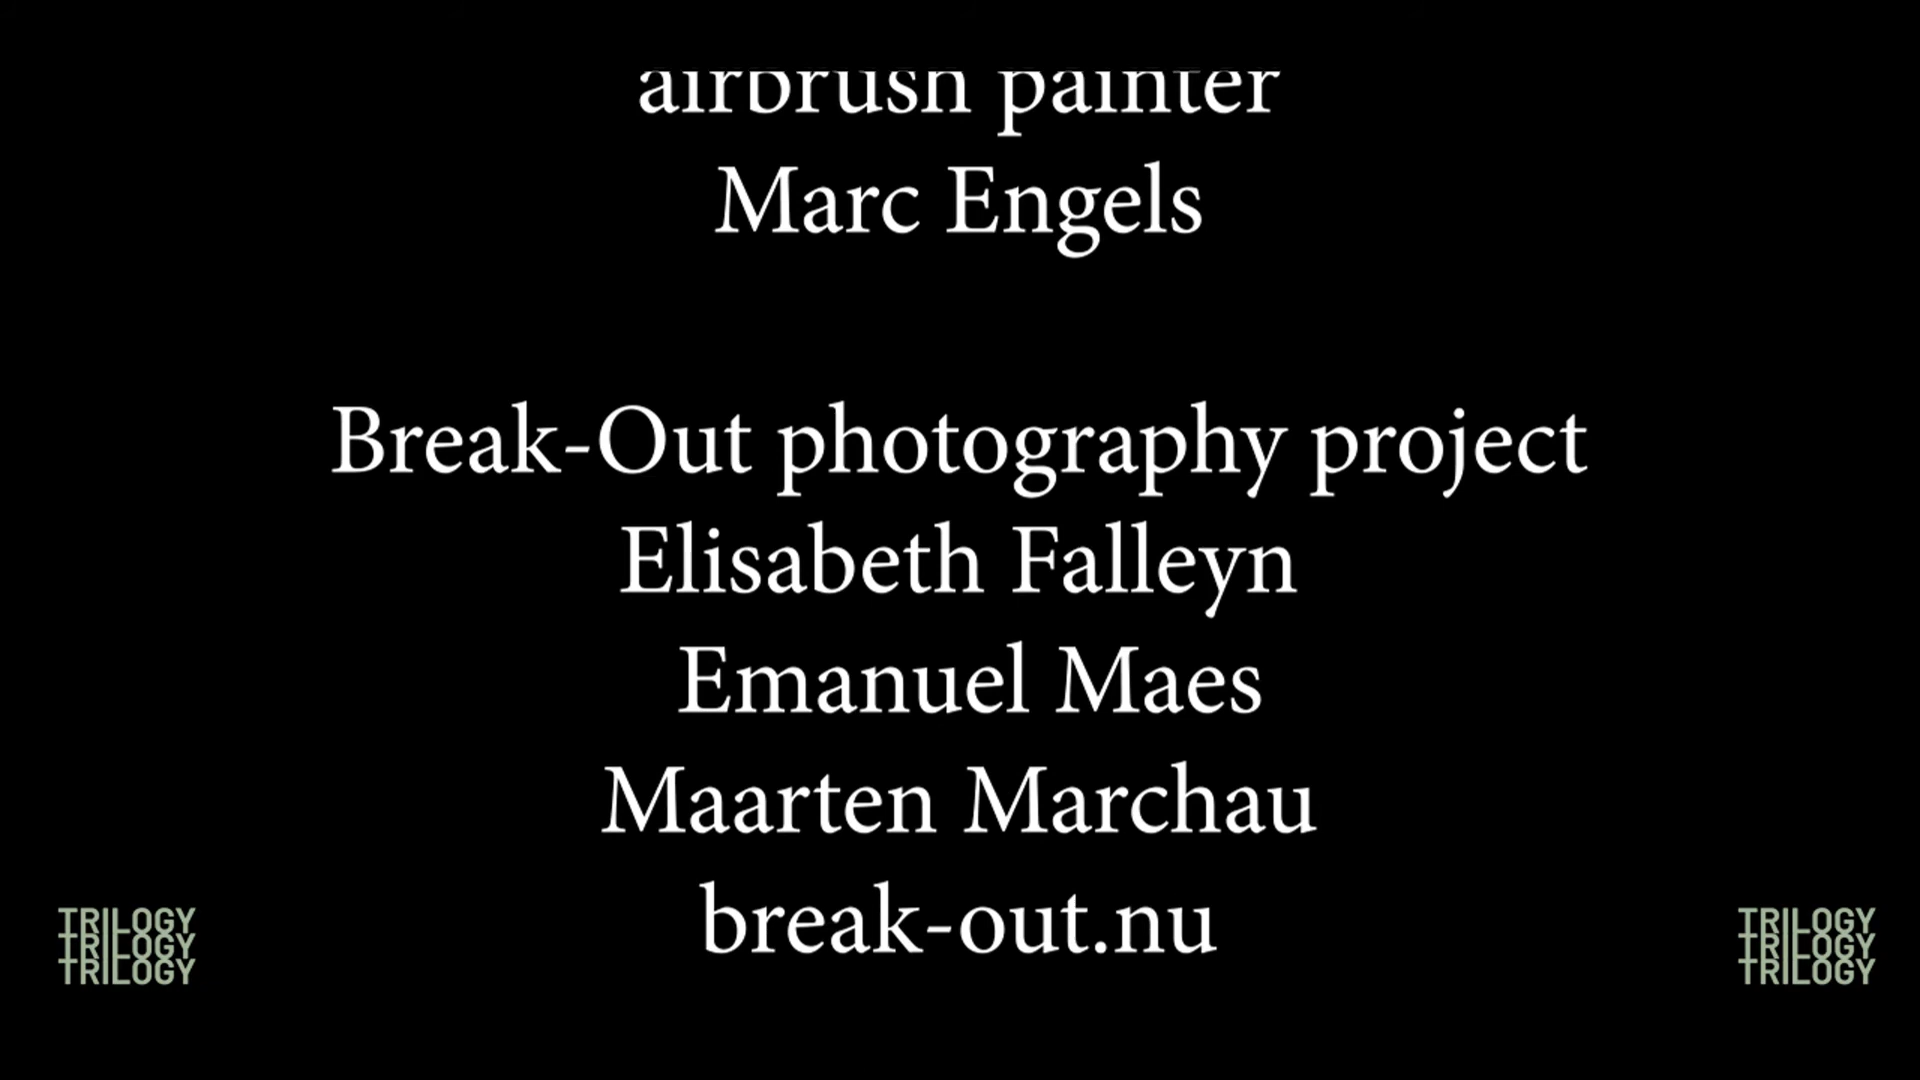 airbrush painter
Marc Engels
Break-Out photography project
Elisabeth Falleyn
Emanuel Maes
Maarten Marchau
break-out.nu
TRILOGY
TRILOGY
TRILOGY
TRILOGY
TRILOGY
TRILOGY